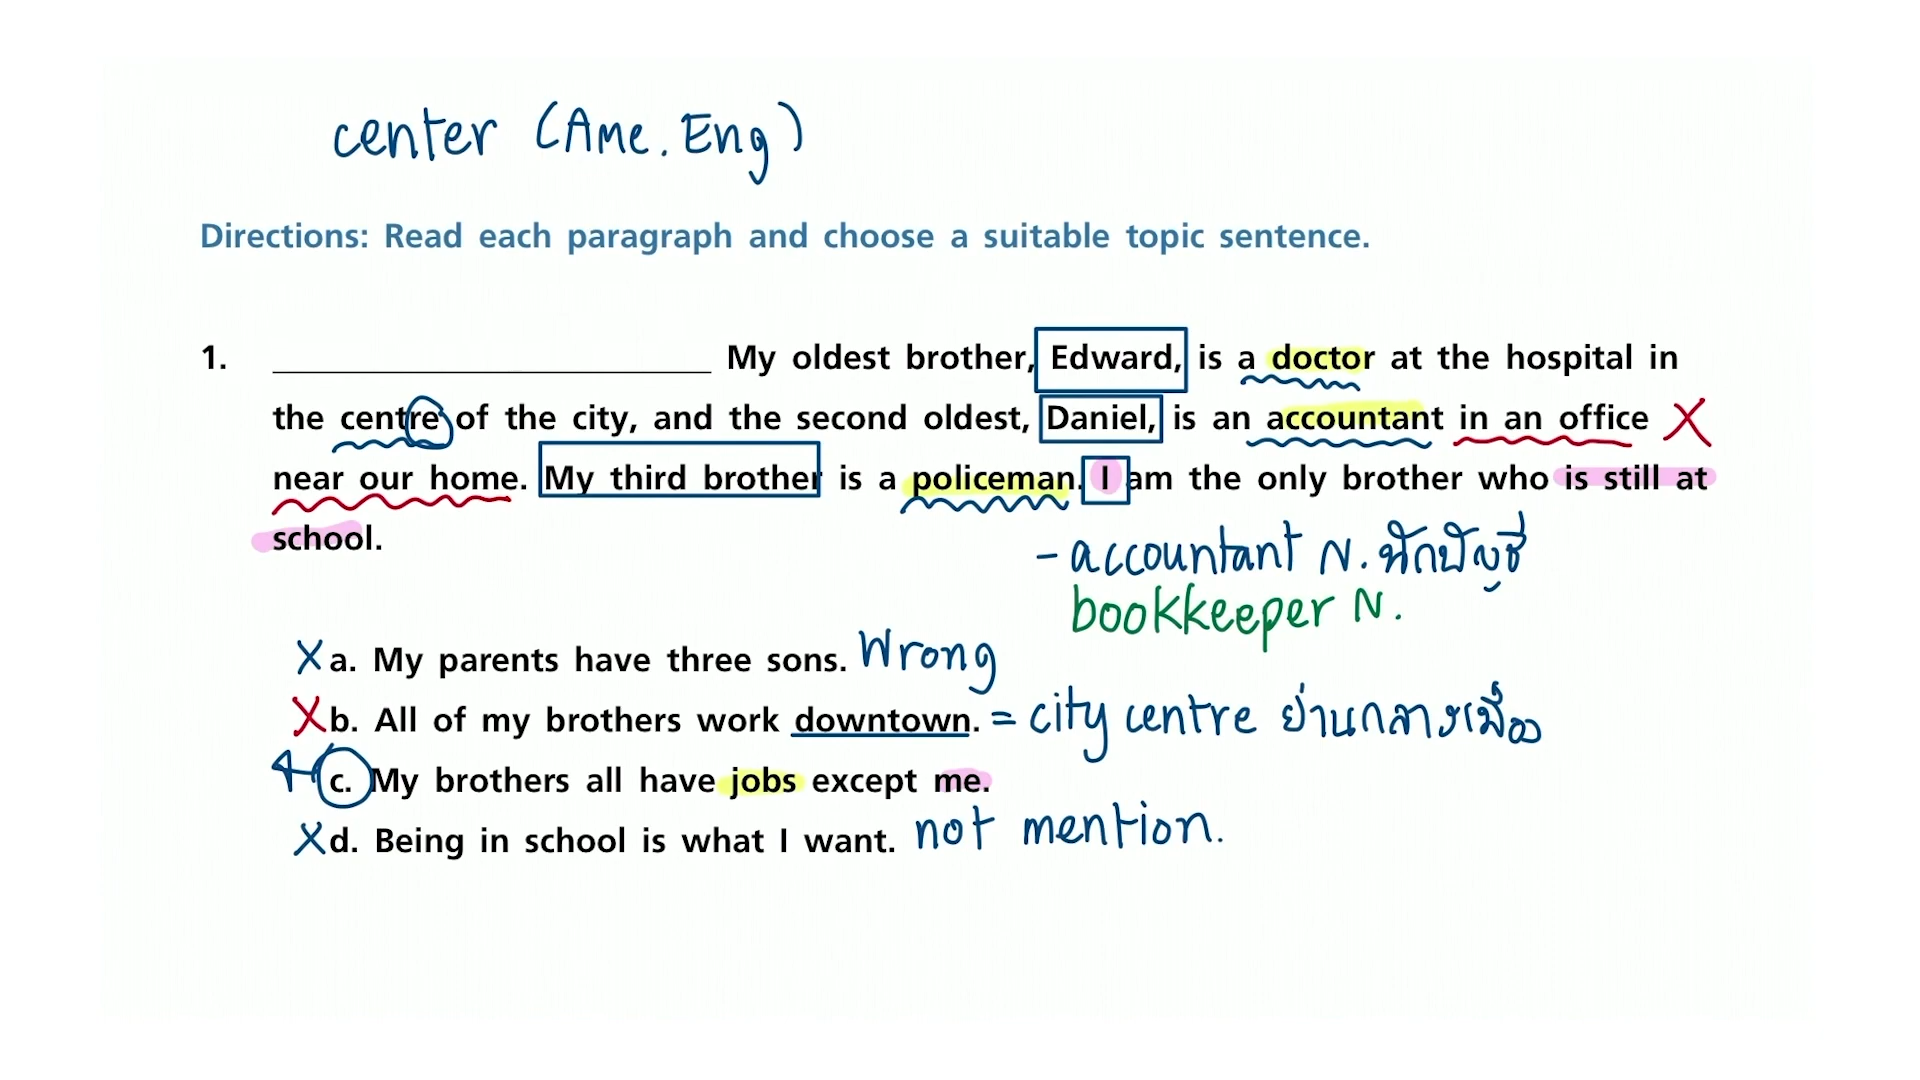 center (Ame. Eng)
Directions: Read each paragraph and choose a suitable topic sentence.
1. ______________________ My oldest brother, Edward, is a doctor at the hospital in
the centre of the city, and the second oldest, Daniel, is an accountant in an office X
near our home. My third brother is a policeman. I am the only brother who is still at
school.
- accountant N. นักบัญชี
bookkeeper N.
X a. My parents have three sons. Wrong
X b. All of my brothers work downtown. = city centre ย่านกลางเมือง
c. My brothers all have jobs except me.
X d. Being in school is what I want. not mention.